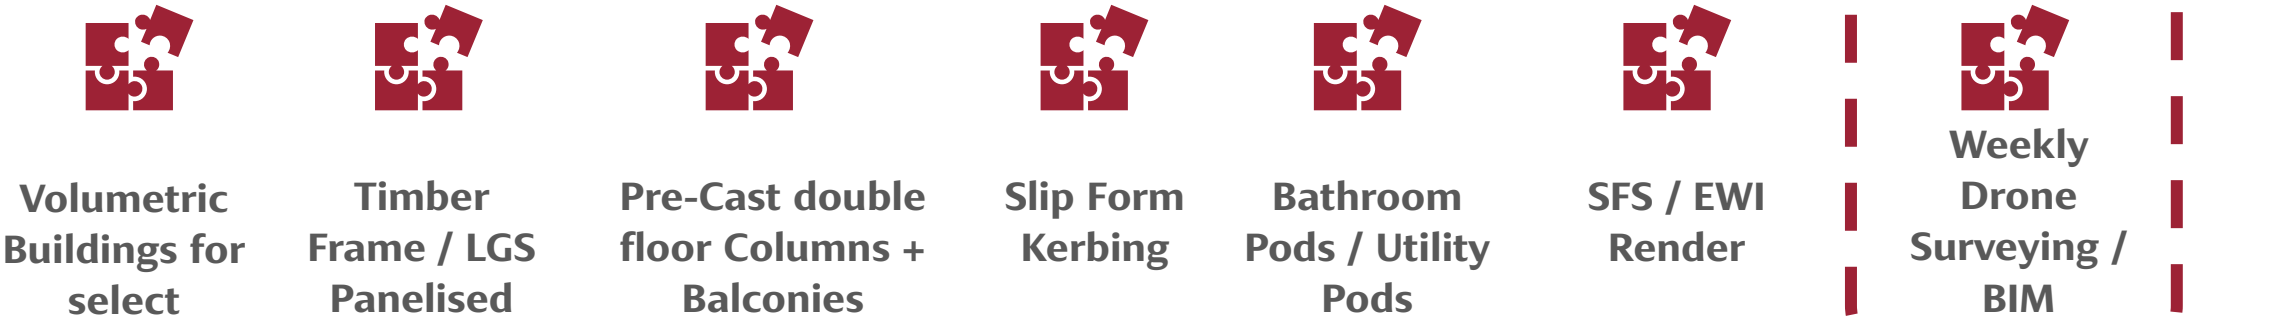 Volumetric
Buildings for
select
Timber
Frame / LGS
Panelised
Pre-Cast double
floor Columns +
Balconies
Slip Form
Kerbing
Bathroom
Pods / Utility
Pods
SFS / EWI
Render
Weekly
Drone
Surveying /
BIM